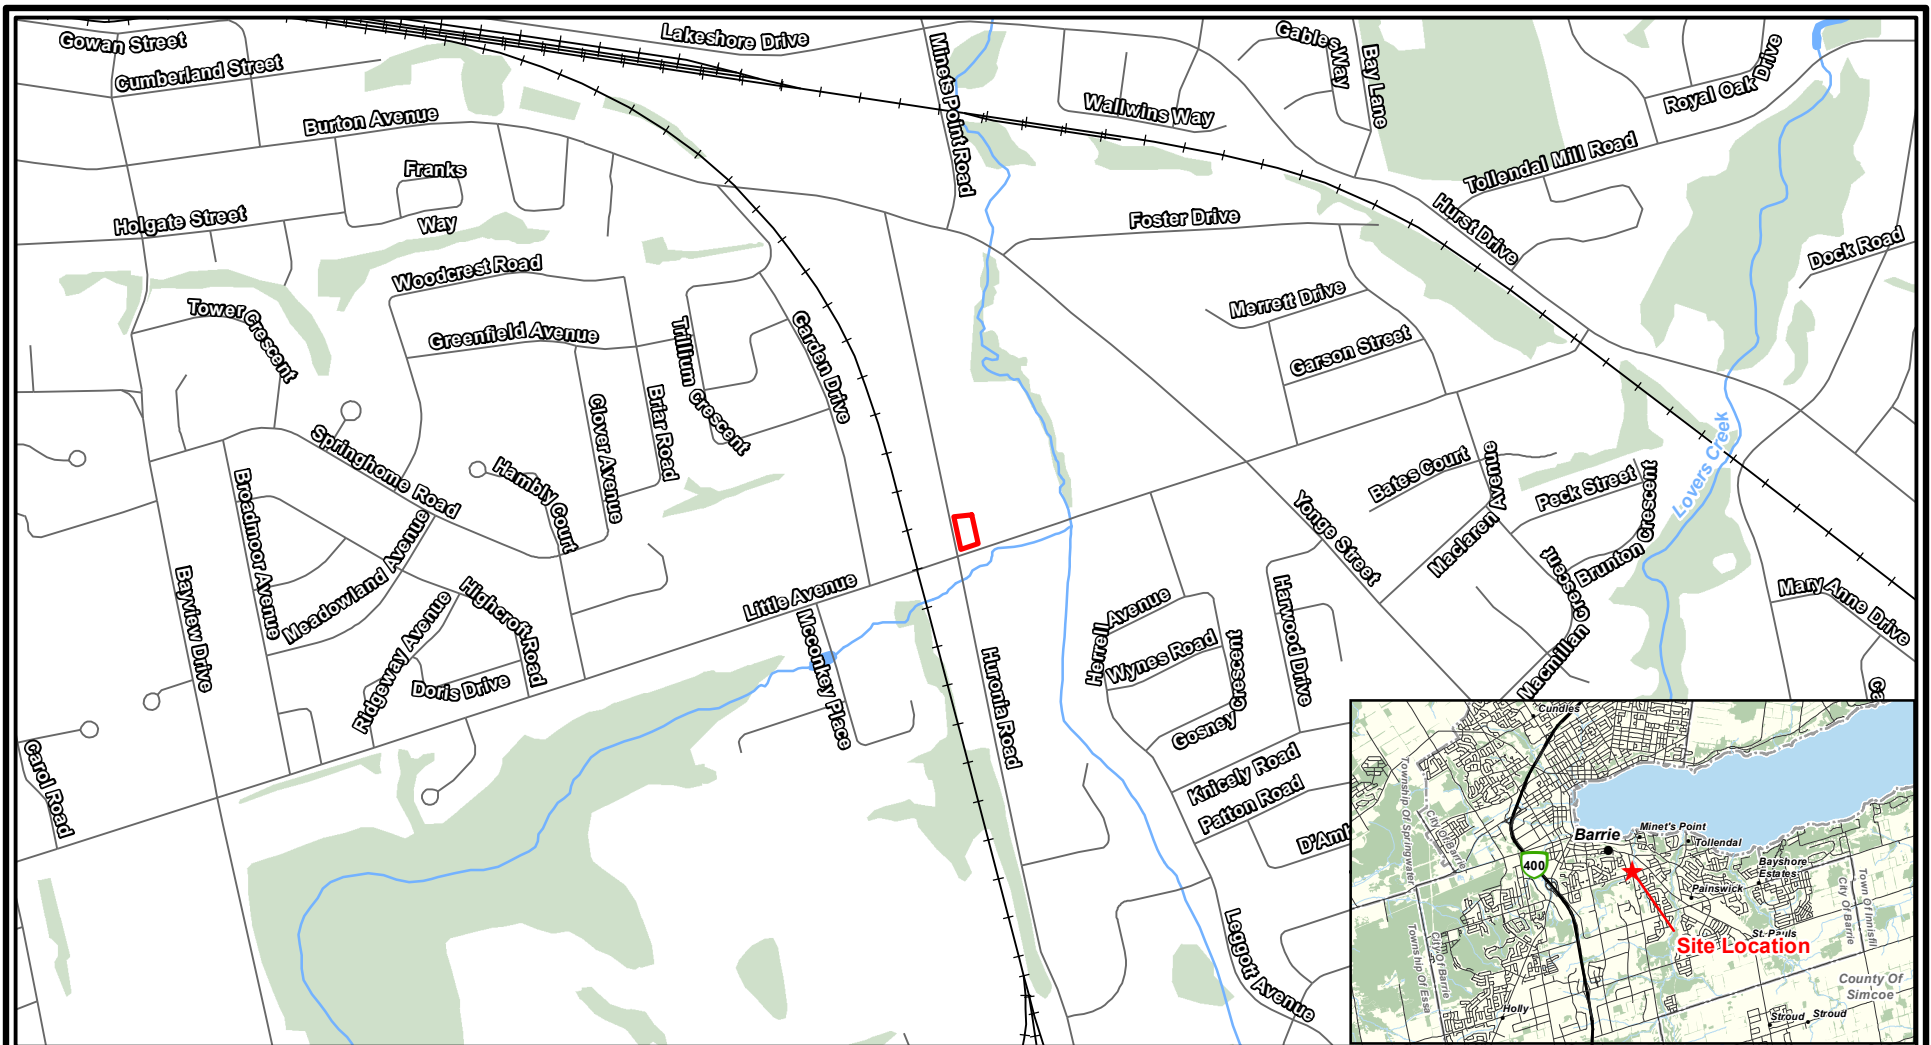 Gowan Street
Lakeshore Drive
Gables Way
Bay Lane
Royal Oak Drive
Cumberland Street
Minets Point Road
Wallwins Way
Burton Avenue
Tollendal Mill Road
Franks
Way
Holgate Street
Foster Drive
Hurst Drive
Dock Road
Woodcrest Road
Merrett Drive
Tower Crescent
Greenfield Avenue
Trillium Crescent
Garden Drive
Garson Street
Clover Avenue
Briar Road
Springhome Road
Hambly Court
Bates Court
Maclaren Avenue
Peck Street
Brunton Crescent
Lovers Creek
Broadmoor Avenue
Meadowland Avenue
Yonge Street
Bayview Drive
Ridgeway Avenue
Highcroft Road
Little Avenue
Mcconkey Place
Huronia Road
Herrell Avenue
Wynes Road
Harwood Drive
Macmillan Crescent
Mary Anne Drive
Doris Drive
Gosney Crescent
Ga
Carol Road
Knicely Road
Patton Road
D'Amb
Leggott Avenue
Cundles
Township Of Springwater
City Of Barrie
Barrie
Minet's Point
Tollendal
400
Bayshore
Estates
Painswick
Town Of Innisfil
City Of Barrie
St. Pauls
Site Location
City Of Barrie
Township Of Essa
County Of
Simcoe
Holly
Stroud
Stroud